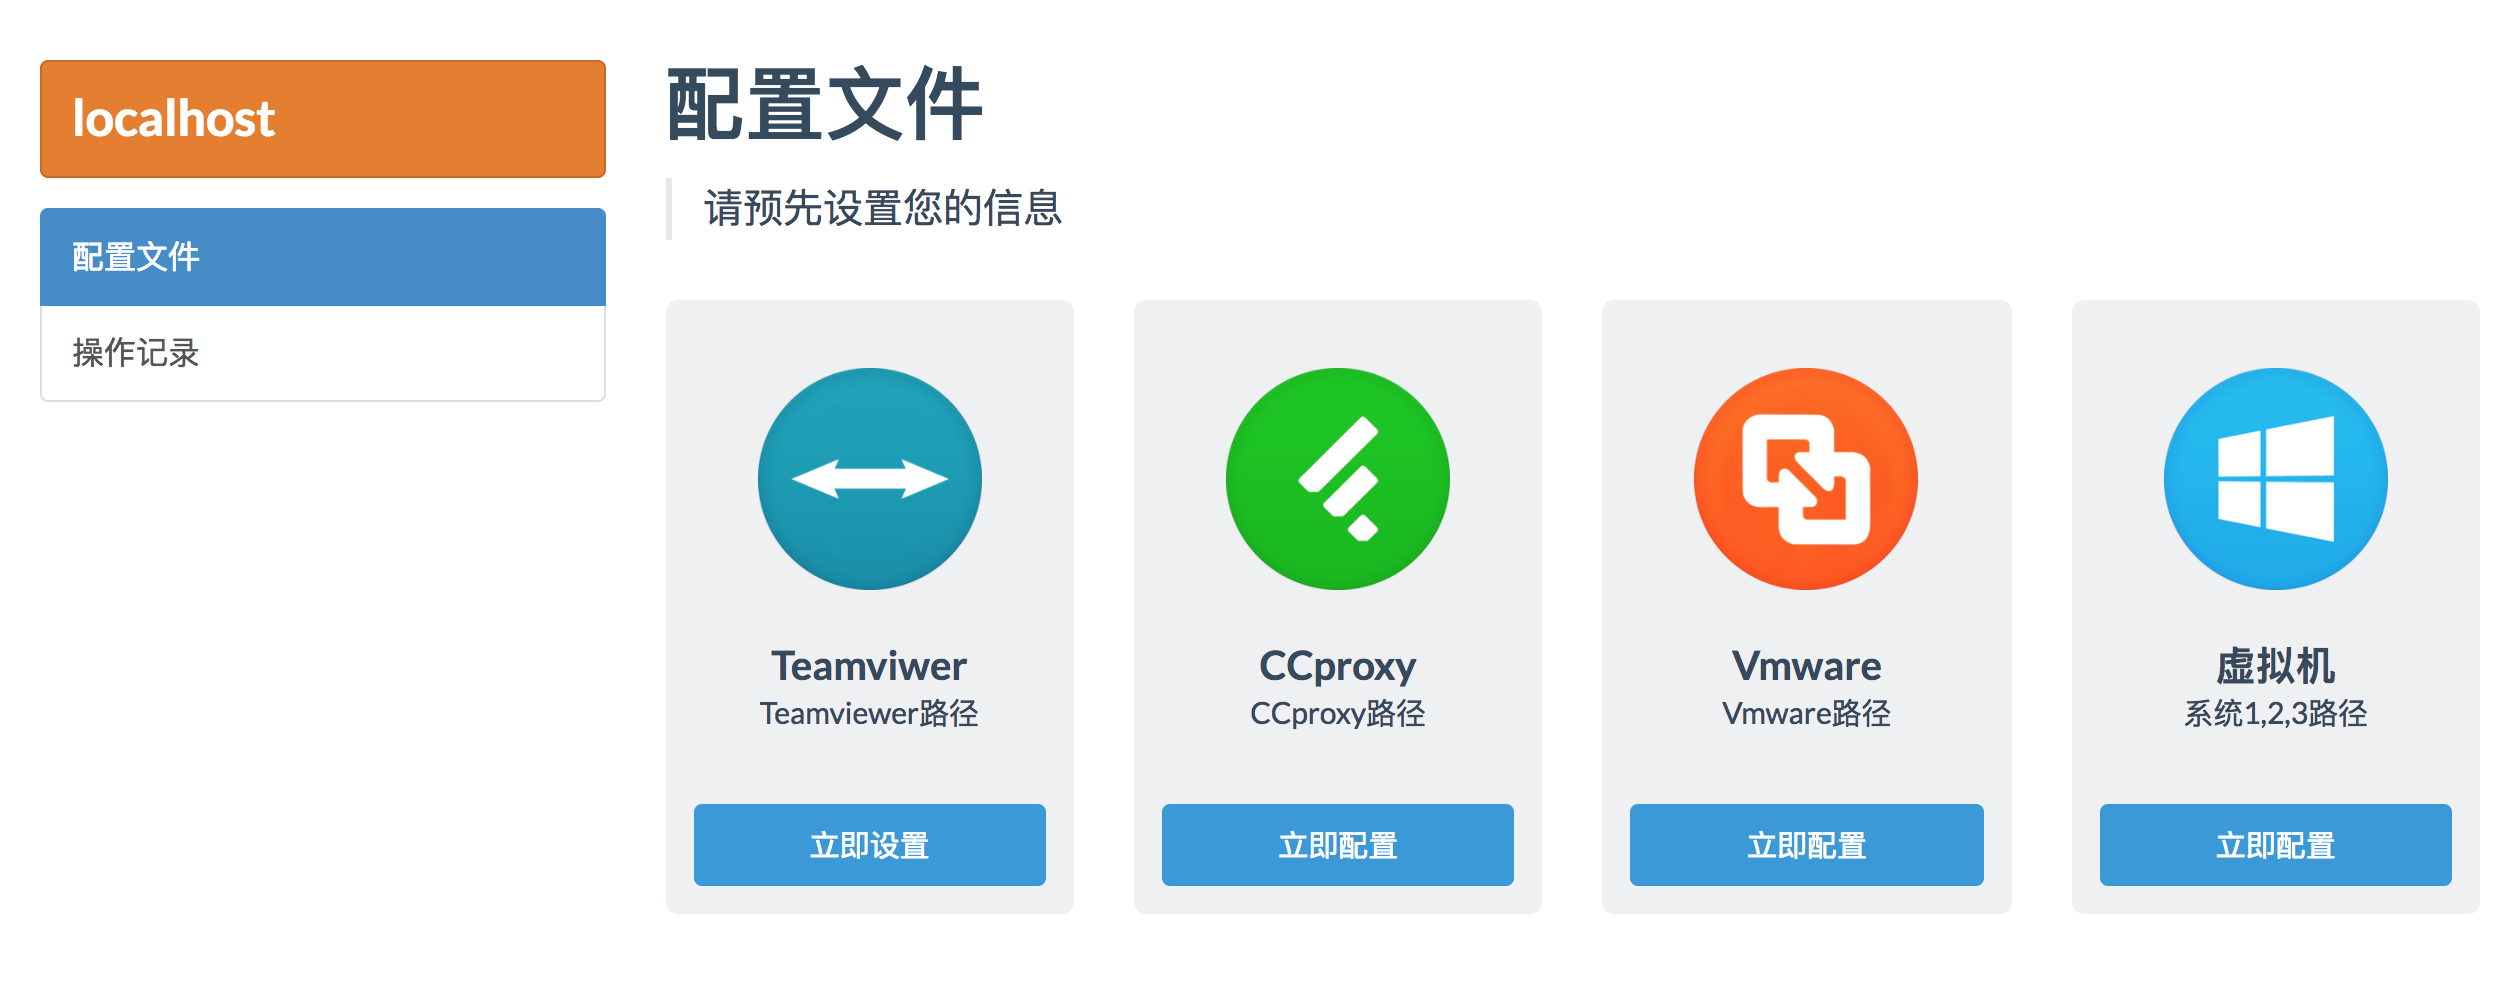 localhost
配置文件
操作记录
配置文件
请预先设置您的信息
Teamviwer
Teamviewer路径
立即设置
CCproxy
CCproxy路径
立即配置
Vmware
Vmware路径
立即配置
虚拟机
系统1,2,3路径
立即配置